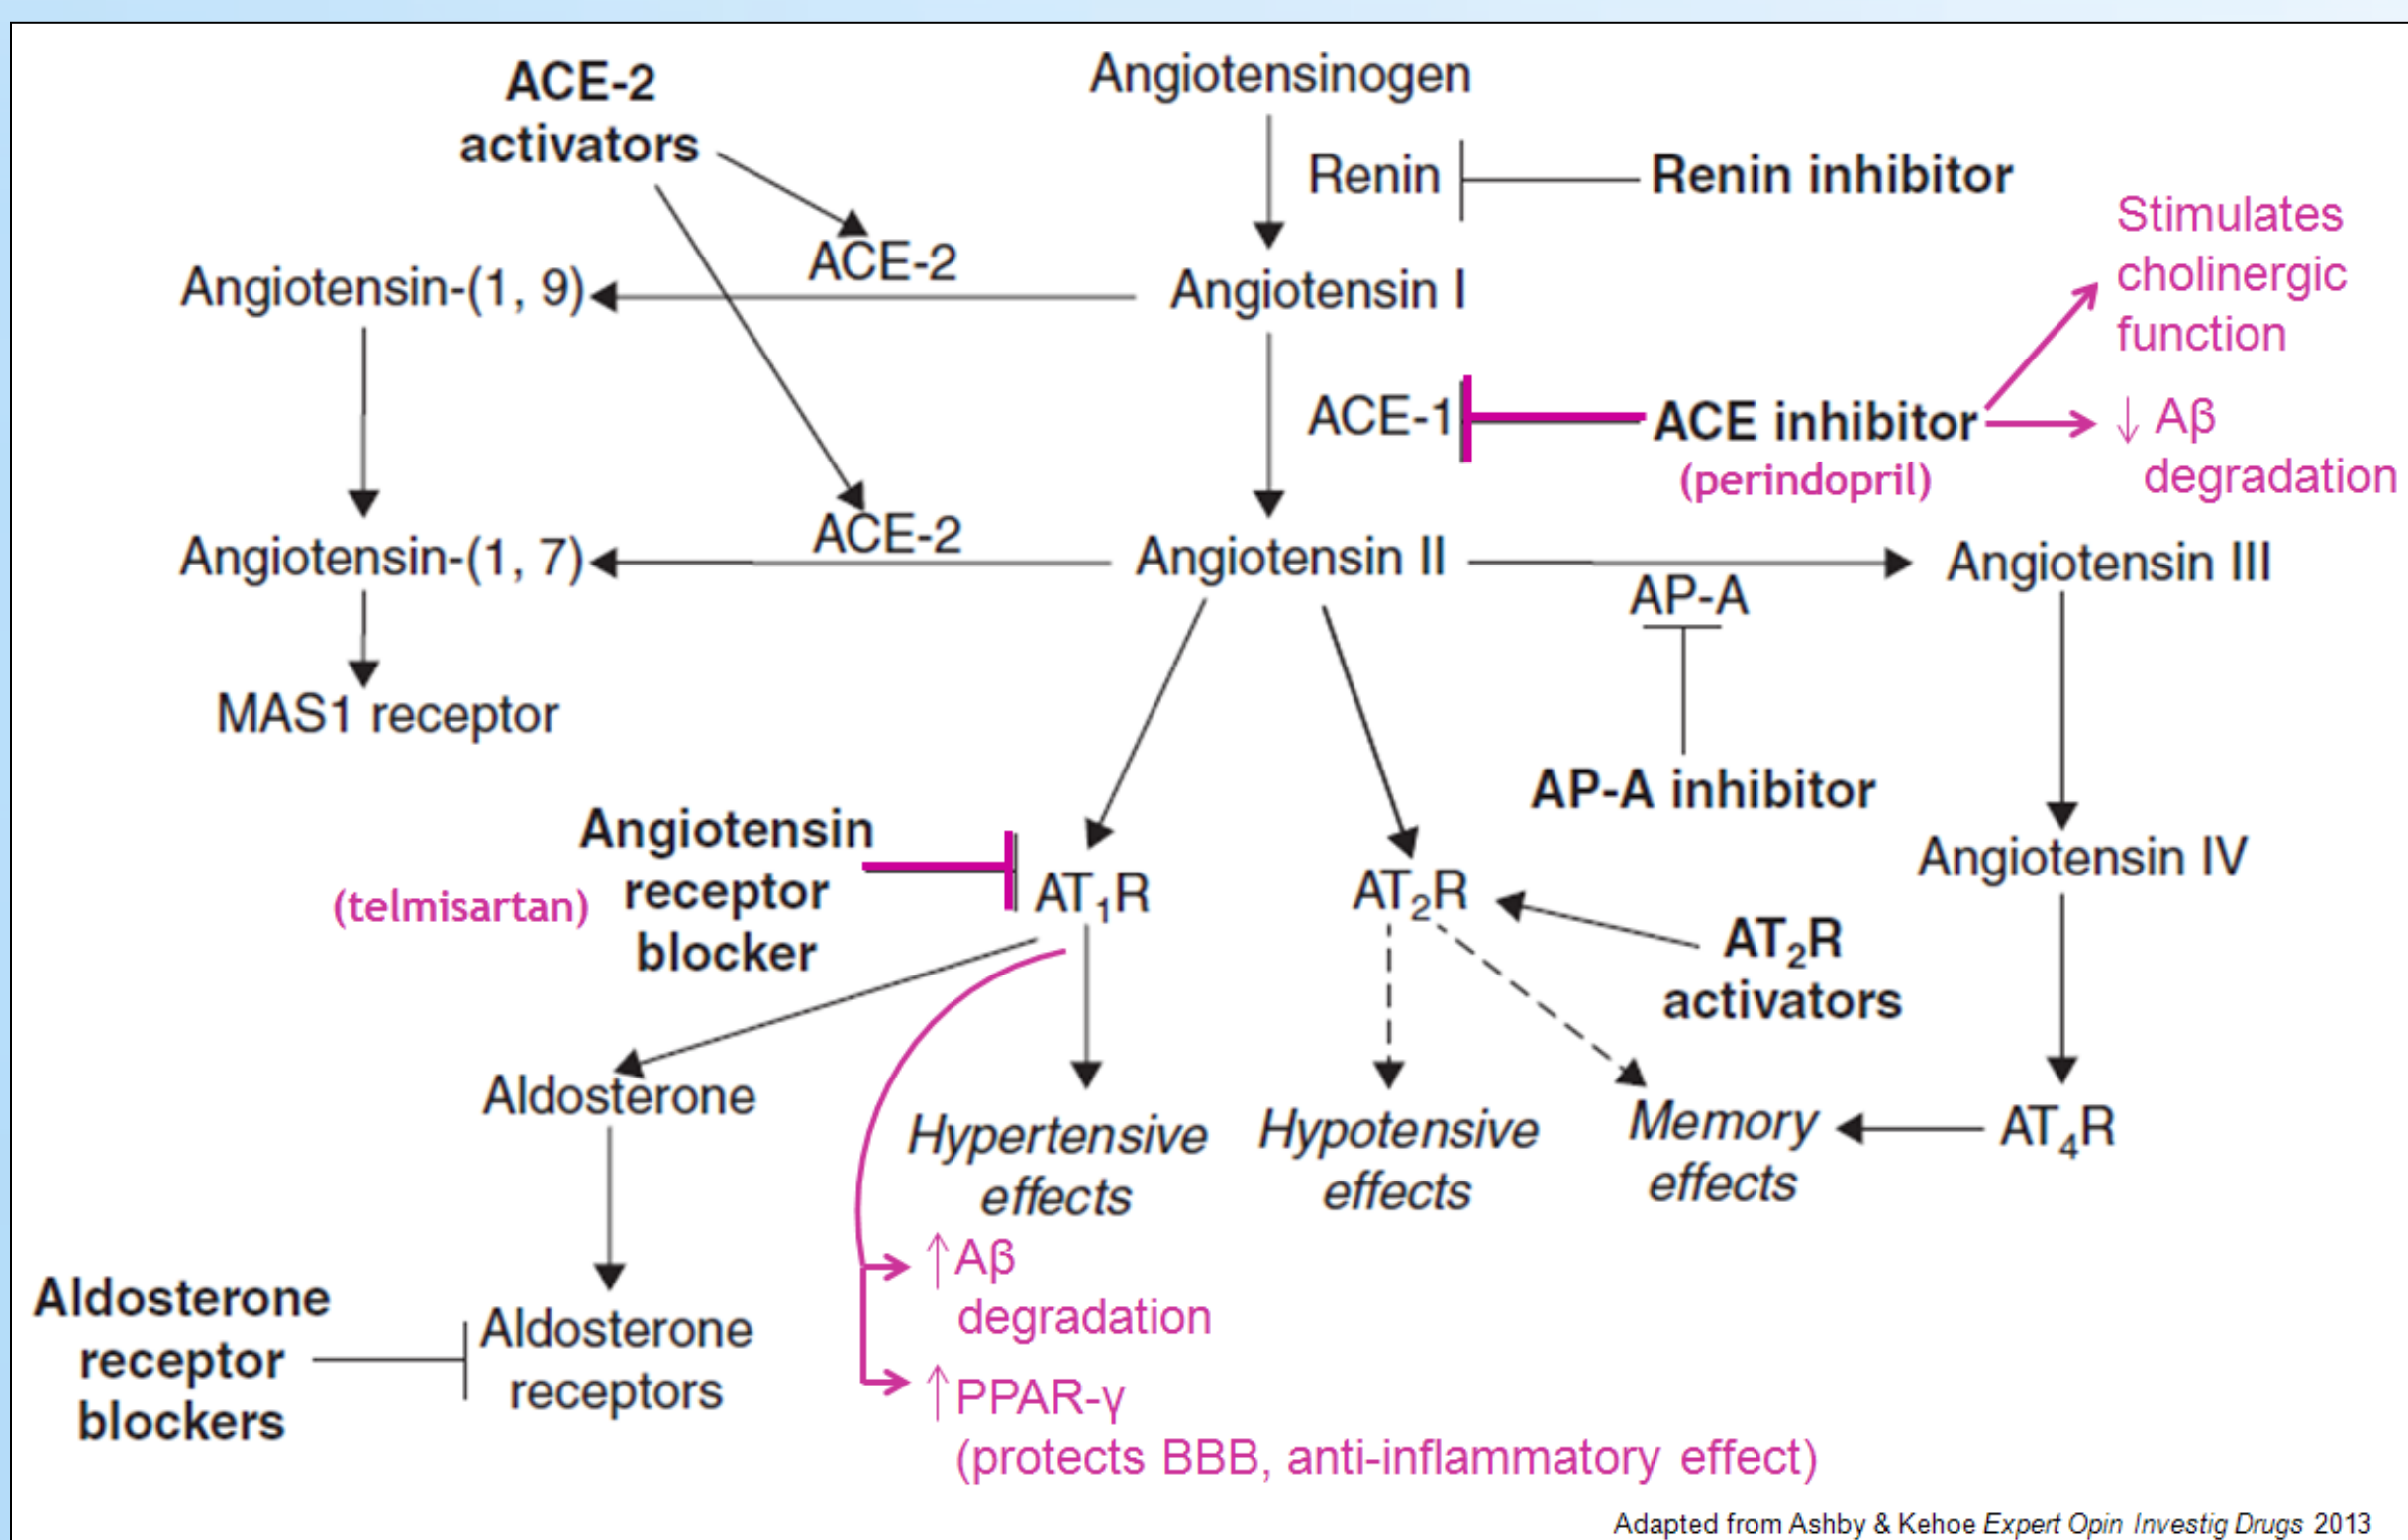 ACE-2
activators
Angiotensinogen
Renin
Renin inhibitor
Stimulates
cholinergic
function
ACE-2
Angiotensin-(1, 9)
Angiotensin I
ACE-1
ACE inhibitor
(perindopril)
↓ Aβ
degradation
ACE-2
Angiotensin-(1, 7)
Angiotensin II
Angiotensin III
AP-A
MAS1 receptor
AP-A inhibitor
Angiotensin
receptor
blocker
(telmisartan)
AT₁R
AT₂R
Angiotensin IV
AT₂R
activators
Aldosterone
Hypertensive
effects
Hypotensive
effects
Memory
effects
AT₄R
↑ Aβ
degradation
Aldosterone
receptor
blockers
Aldosterone
receptors
↑ PPAR-γ
(protects BBB, anti-inflammatory effect)
Adapted from Ashby & Kehoe Expert Opin Investig Drugs 2013